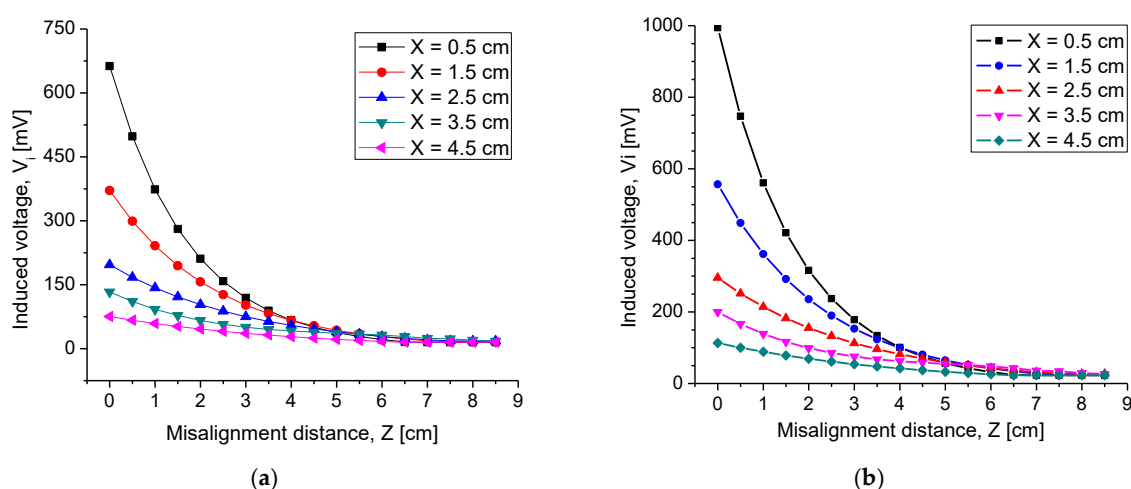 750
600
450
300
150
0
Induced voltage, V_i [mV]
X = 0.5 cm
X = 1.5 cm
X = 2.5 cm
X = 3.5 cm
X = 4.5 cm
0 1 2 3 4 5 6 7 8 9
Misalignment distance, Z [cm]
(a)
1000
800
600
400
200
0
Induced voltage, Vi [mV]
X = 0.5 cm
X = 1.5 cm
X = 2.5 cm
X = 3.5 cm
X = 4.5 cm
0 1 2 3 4 5 6 7 8 9
Misalignment distance, Z [cm]
(b)